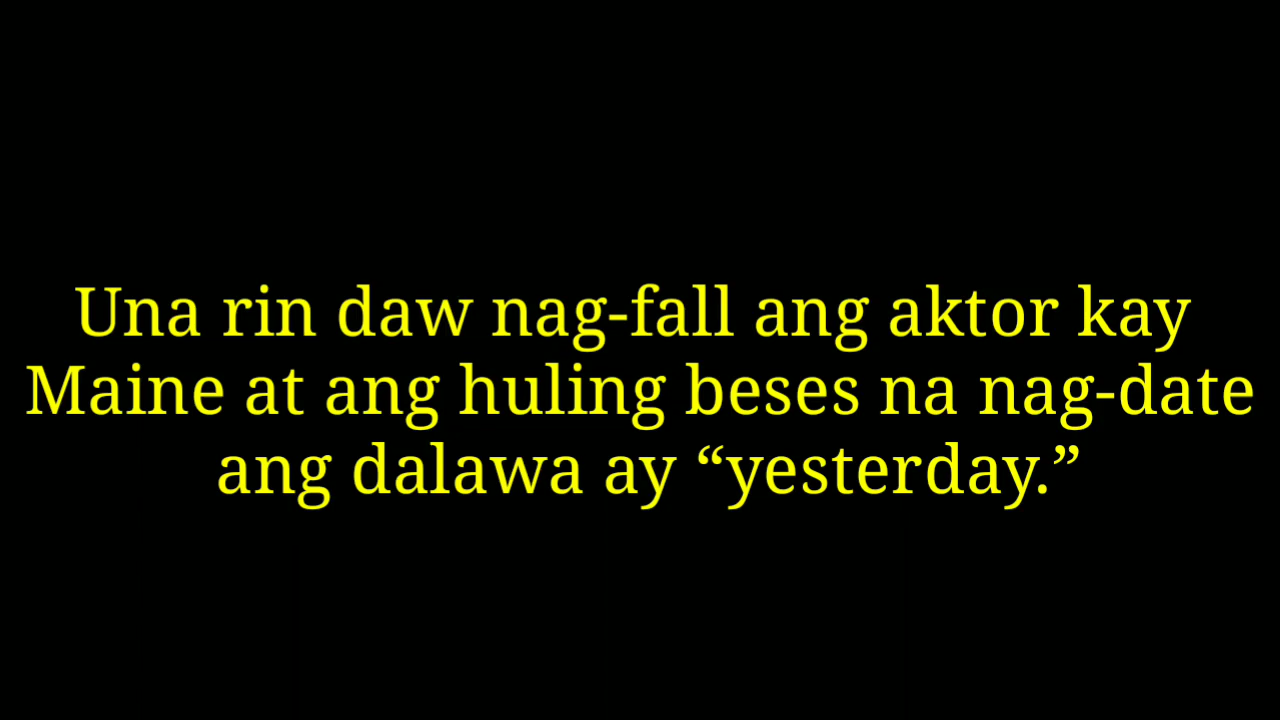 Una rin daw nag-fall ang aktor kay
Maine at ang huling beses na nag-date
ang dalawa ay “yesterday.”